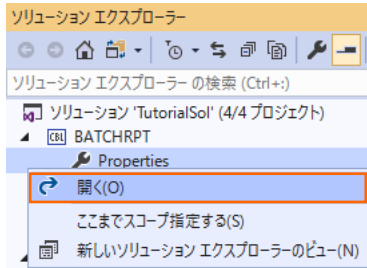 ソリューション エクスプローラー
ソリューション エクスプローラー の検索 (Ctrl+:)
ソリューション 'TutorialSol' (4/4 プロジェクト)
CBL BATCHRPT
Properties
開く(O)
ここまでスコープ指定する(S)
新しいソリューション エクスプローラーのビュー(N)